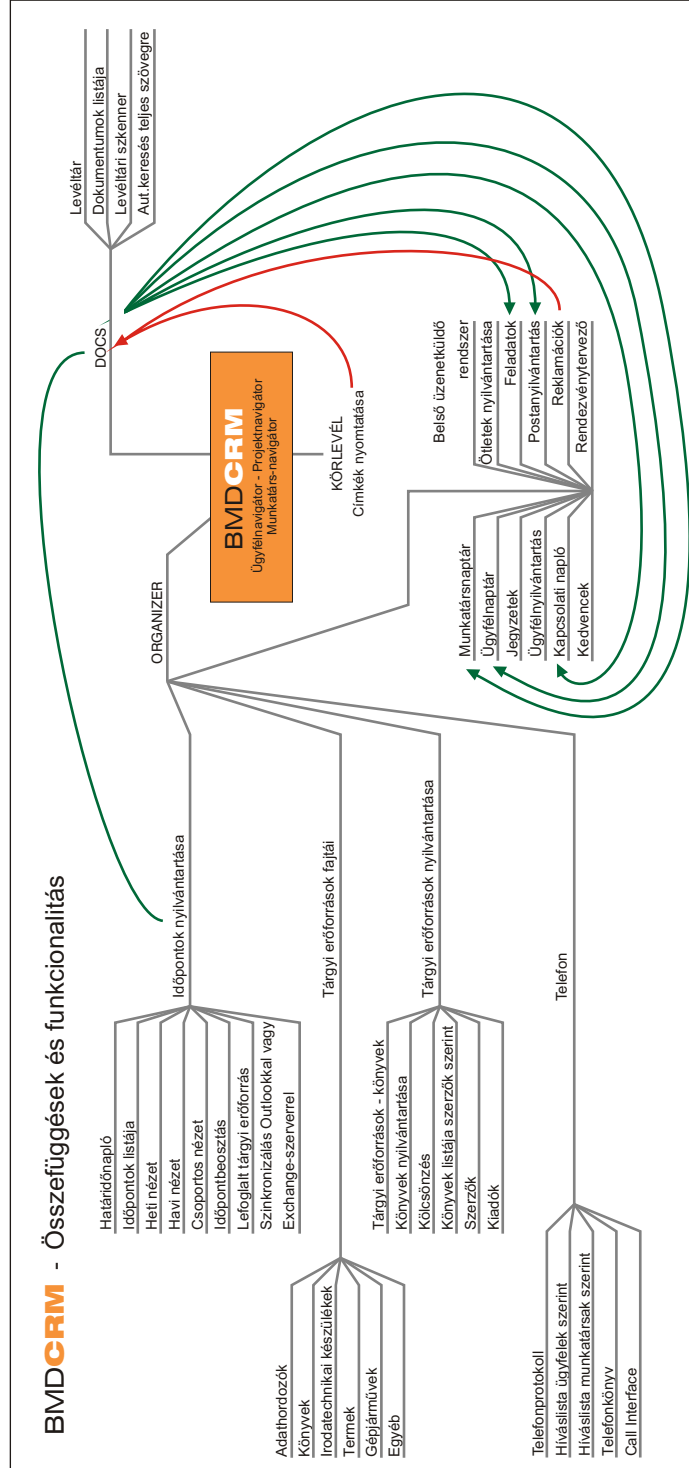 BMDCRM - Összefüggések és funkcionalitás
Határidőnapló
Időpontok listája
Heti nézet
Havi nézet
Csoportos nézet
Időpontbeosztás
Lefoglalt tárgyi erőforrás
Szinkronizálás Outlookkal vagy
Exchange-szerverrel
Időpontok nyilvántartása
Adathordozók
Könyvek
Irodatechnikai készülékek
Termek
Gépjárművek
Egyéb
Tárgyi erőforrások fajtái
Tárgyi erőforrások - könyvek
Könyvek nyilvántartása
Kölcsönzés
Könyvek listája szerzők szerint
Szerzők
Kiadók
Tárgyi erőforrások nyilvántartása
Telefonprotokoll
Híváslista ügyfelek szerint
Híváslista munkatársak szerint
Telefonkönyv
Call Interface
Telefon
ORGANIZER
BMDCRM
Ügyfélnavigátor - Projektnavigátor
Munkatárs-navigátor
DOCS
Levéltár
Dokumentumok listája
Levéltári szkenner
Aut.keresés teljes szövegre
KÖRLEVÉL
Címkék nyomtatása
Munkatársnaptár
Ügyfélnaptár
Jegyzetek
Ügyfélnyilvántartás
Kapcsolati napló
Kedvencek
Belső üzenetküldő
rendszer
Ötletek nyilvántartása
Feladatok
Postanyilvántartás
Reklamációk
Rendezvénytervező